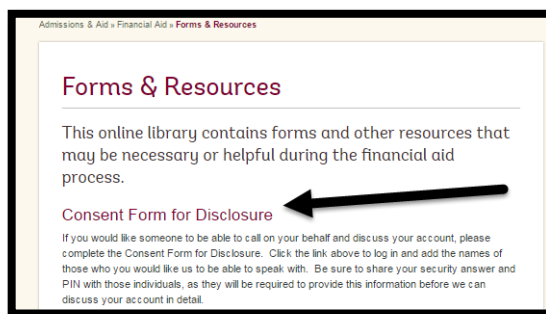 Admissions & Aid » Financial Aid » Forms & Resources
Forms & Resources
This online library contains forms and other resources that
may be necessary or helpful during the financial aid
process.
Consent Form for Disclosure
If you would like someone to be able to call on your behalf and discuss your account, please
complete the Consent Form for Disclosure. Click the link above to log in and add the names of
those who you would like us to be able to speak with. Be sure to share your security answer and
PIN with those individuals, as they will be required to provide this information before we can
discuss your account in detail.